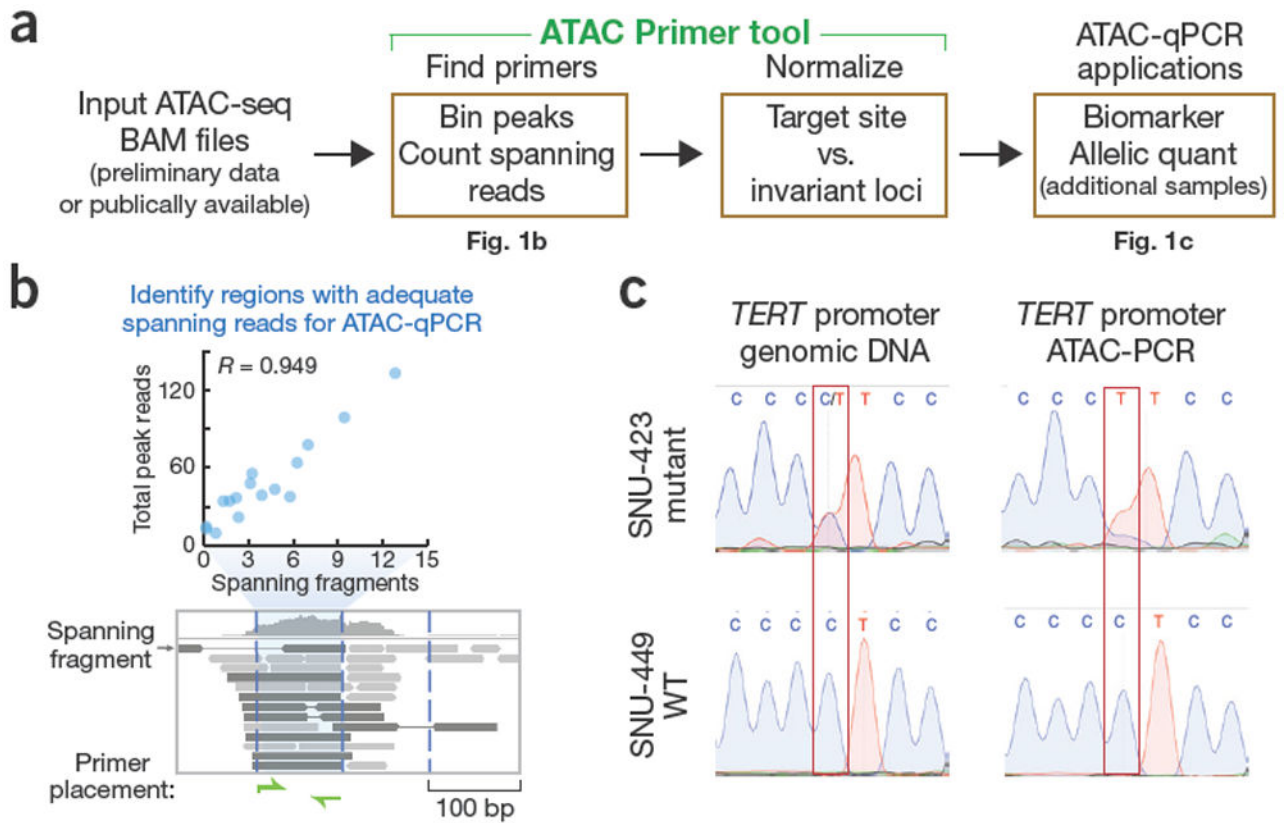 a
ATAC Primer tool
Input ATAC-seq
BAM files
(preliminary data
or publically available)
Find primers
Bin peaks
Count spanning
reads
Fig. 1b
Normalize
Target site
vs.
invariant loci
ATAC-qPCR
applications
Biomarker
Allelic quant
(additional samples)
Fig. 1c
b
Identify regions with adequate
spanning reads for ATAC-qPCR
R = 0.949
Total peak reads
120
60
0
0 3 6 9 12 15
Spanning fragments
Spanning
fragment
Primer
placement:
100 bp
c
TERT promoter
genomic DNA
TERT promoter
ATAC-PCR
SNU-423
mutant
C C C C/T T C C
C C C T T C C
SNU-449
WT
C C C C T C C
C C C C T C C